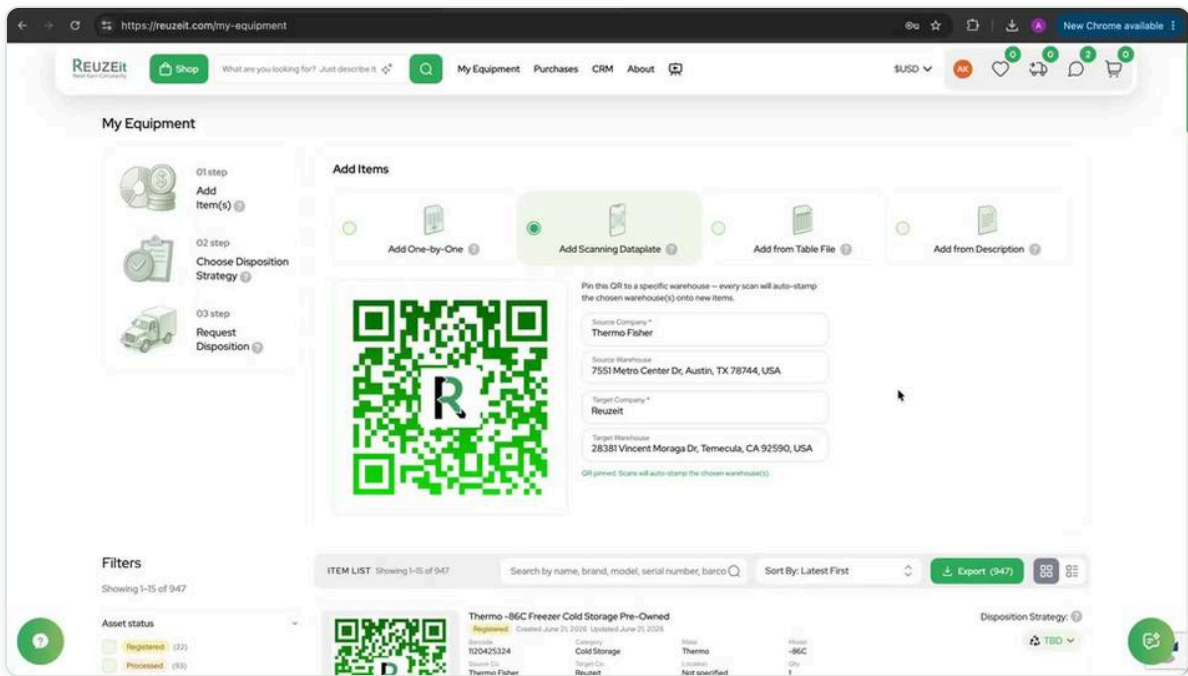 https://reuzeit.com/my-equipment
New Chrome available
REUZEit
Next Gen Circularity
Shop
What are you looking for? Just describe it
My Equipment Purchases CRM About
$USD
AK
0
0
2
0
My Equipment
01 step
Add
Item(s)
02 step
Choose Disposition
Strategy
03 step
Request
Disposition
Add Items
Add One-by-One
Add Scanning Dataplate
Add from Table File
Add from Description
R
Pin this QR to a specific warehouse – every scan will auto-stamp
the chosen warehouse(s) onto new items.
Source Company *
Thermo Fisher
Source Warehouse
7551 Metro Center Dr, Austin, TX 78744, USA
Target Company *
Reuzeit
Target Warehouse
28381 Vincent Moraga Dr, Temecula, CA 92590, USA
QR pinned. Scans will auto-stamp the chosen warehouse(s).
Filters
Showing 1-15 of 947
Asset status
Registered (22)
Processed (93)
ITEM LIST Showing 1-15 of 947
Search by name, brand, model, serial number, barco
Sort By: Latest First
Export (947)
Thermo -86C Freezer Cold Storage Pre-Owned
Registered Created June 21, 2026 Updated June 21, 2026
Barcode Category Make Model
1120425324 Cold Storage Thermo -86C
Source Co. Target Co. Location Qty
Thermo Fisher Reuzeit Not specified 1
Disposition Strategy:
TBD